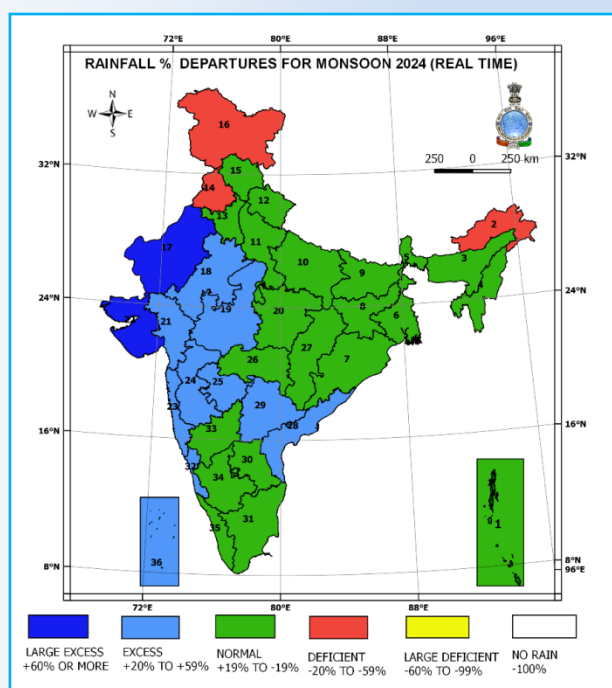 72°E 80°E 88°E 96°E
RAINFALL % DEPARTURES FOR MONSOON 2024 (REAL TIME)
N
W E
S
16
32°N 32°N
250 0 250 km
15
14
12
13
2
17
11
18
10
5
3
9
4
24°N 24°N
19
8
21
20
6
27
26
7
24
25
23
29
28
16°N 16°N
33
32
30
34
1
31
35
36
8°N 8°N
96°E
72°E 80°E 88°E
LARGE EXCESS
+60% OR MORE
EXCESS
+20% TO +59%
NORMAL
+19% TO -19%
DEFICIENT
-20% TO -59%
LARGE DEFICIENT
-60% TO -99%
NO RAIN
-100%